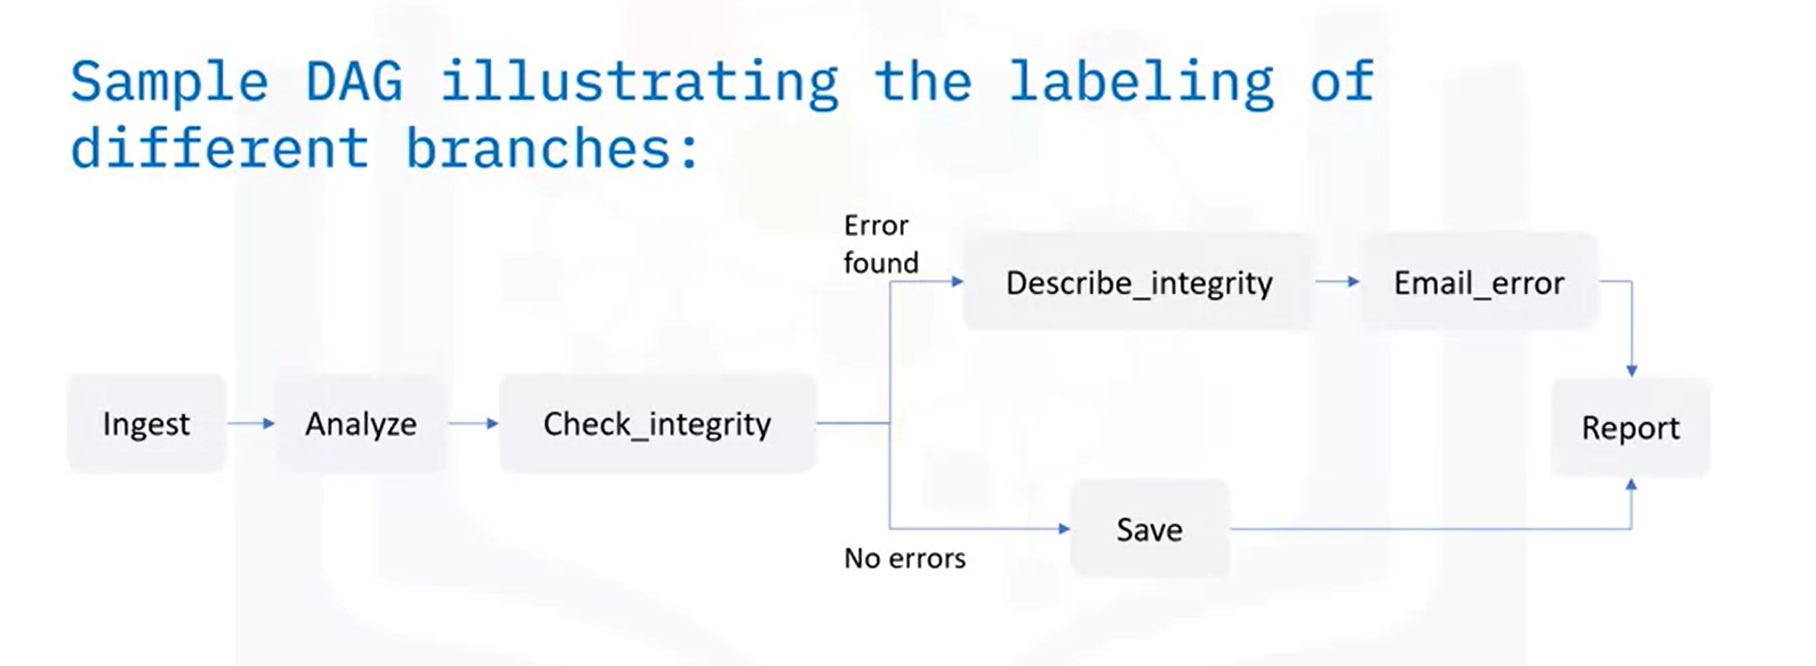 Sample DAG illustrating the labeling of
different branches:
Error
found
Describe_integrity
Email_error
Ingest
Analyze
Check_integrity
Report
Save
No errors